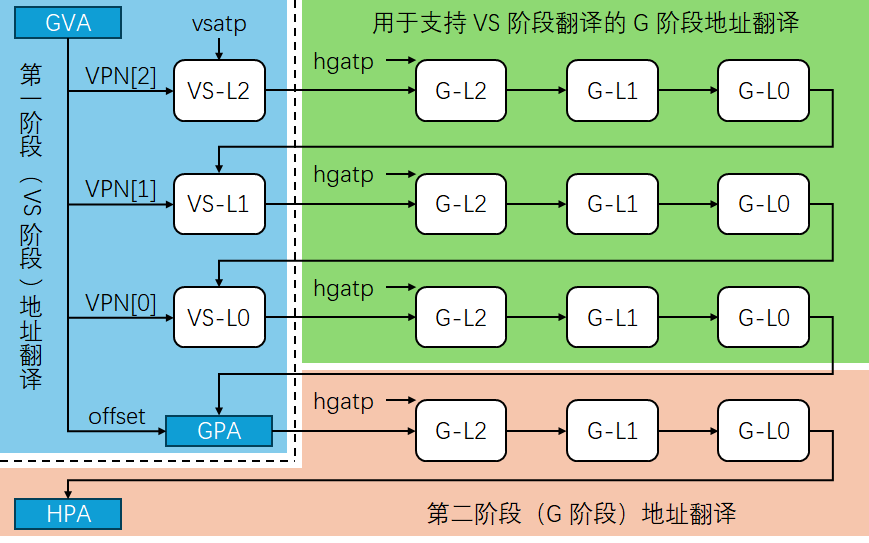 GVA
vsatp
用于支持 VS 阶段翻译的 G 阶段地址翻译
第一阶段（VS阶段）地址翻译
VPN[2]
VS-L2
hgatp
G-L2
G-L1
G-L0
VPN[1]
VS-L1
hgatp
G-L2
G-L1
G-L0
VPN[0]
VS-L0
hgatp
G-L2
G-L1
G-L0
offset
GPA
hgatp
G-L2
G-L1
G-L0
HPA
第二阶段（G 阶段）地址翻译